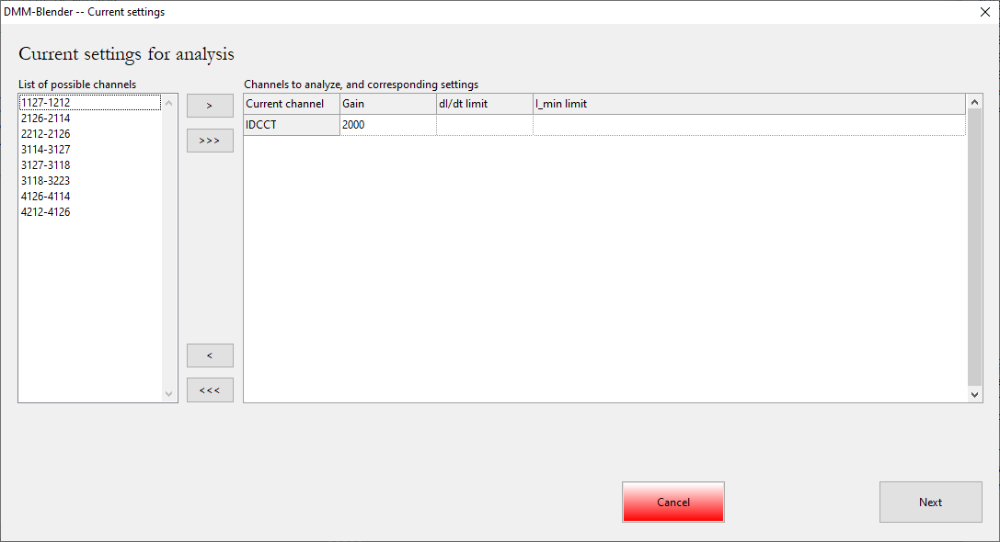 DMM-Blender -- Current settings
Current settings for analysis
List of possible channels
1127-1212
2126-2114
2212-2126
3114-3127
3127-3118
3118-3223
4126-4114
4212-4126
>
>>>
<
<<<
Channels to analyze, and corresponding settings
Current channel Gain dI/dt limit I_min limit
IDCCT 2000
Cancel
Next